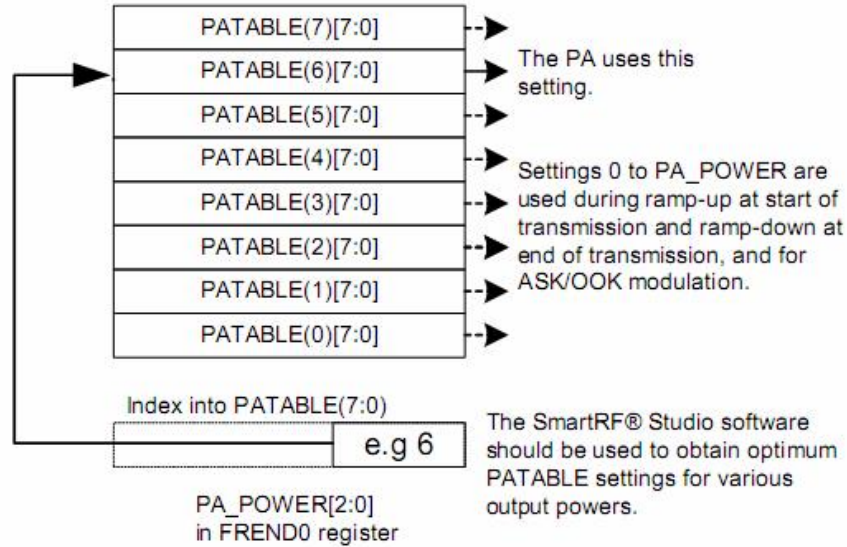 PATABLE(7)[7:0]
PATABLE(6)[7:0]
The PA uses this
setting.
PATABLE(5)[7:0]
PATABLE(4)[7:0]
PATABLE(3)[7:0]
PATABLE(2)[7:0]
PATABLE(1)[7:0]
PATABLE(0)[7:0]
Settings 0 to PA_POWER are
used during ramp-up at start of
transmission and ramp-down at
end of transmission, and for
ASK/OOK modulation.
Index into PATABLE(7:0)
e.g 6
PA_POWER[2:0]
in FREND0 register
The SmartRF® Studio software
should be used to obtain optimum
PATABLE settings for various
output powers.